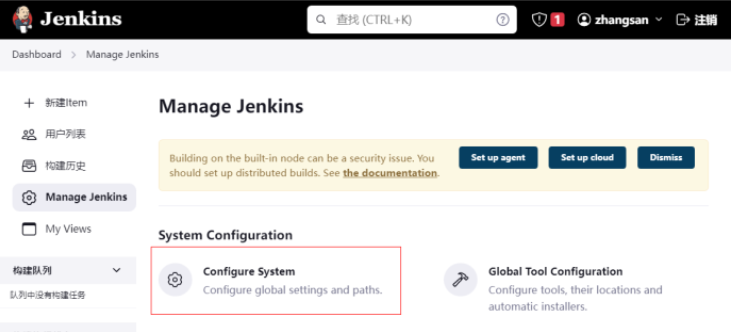 Jenkins
查找 (CTRL+K)
1
zhangsan
注销
Dashboard > Manage Jenkins
新建Item
用户列表
构建历史
Manage Jenkins
My Views
构建队列
队列中没有构建任务
Manage Jenkins
Building on the built-in node can be a security issue. You
should set up distributed builds. See the documentation.
Set up agent
Set up cloud
Dismiss
System Configuration
Configure System
Configure global settings and paths.
Global Tool Configuration
Configure tools, their locations and
automatic installers.